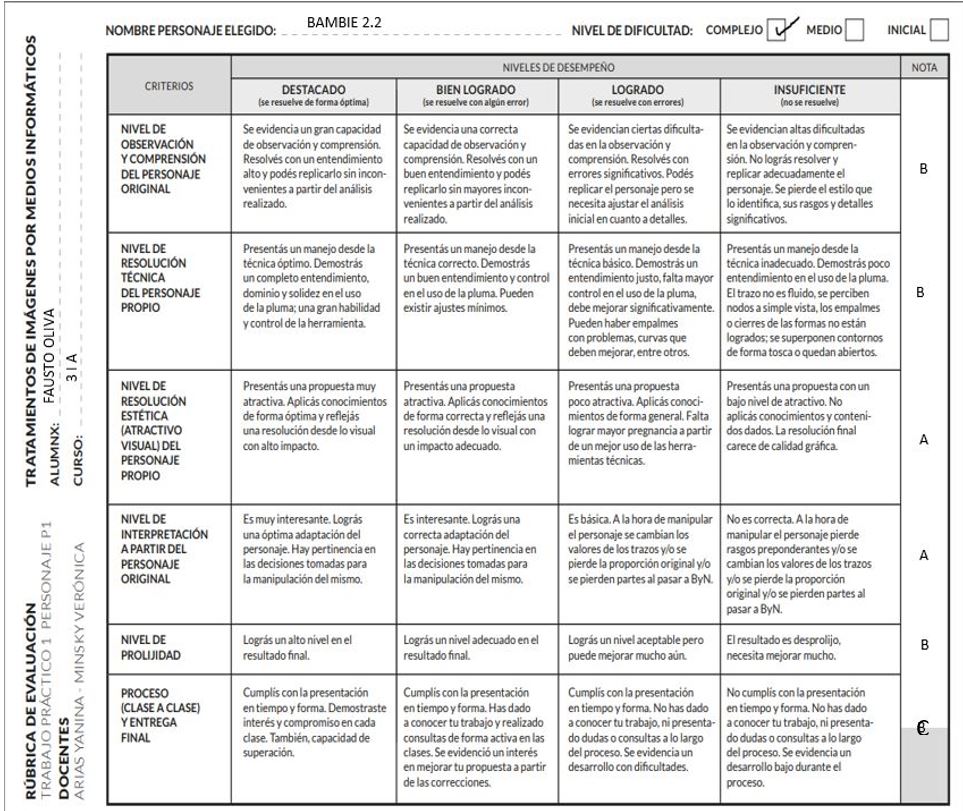 NOMBRE PERSONAJE ELEGIDO: BAMBIE 2.2 NIVEL DE DIFICULTAD: COMPLEJO MEDIO INICIAL
CRITERIOS
NIVELES DE DESEMPEÑO
NOTA
DESTACADO
(se resuelve de forma óptima)
BIEN LOGRADO
(se resuelve con algún error)
LOGRADO
(se resuelve con errores)
INSUFICIENTE
(no se resuelve)
NIVEL DE
OBSERVACIÓN
Y COMPRENSIÓN
DEL PERSONAJE
ORIGINAL
Se evidencia un gran capacidad
de observación y comprensión.
Resolvés con un entendimiento
alto y podés replicarlo sin incon-
venientes a partir del análisis
realizado.
Se evidencia una correcta
capacidad de observación y
comprensión. Resolvés con un
buen entendimiento y podés
replicarlo sin mayores incon-
venientes a partir del análisis
realizado.
Se evidencian ciertas dificulta-
das en la observación y
comprensión. Resolvés con
errores significativos. Podés
replicar el personaje pero se
necesita ajustar el análisis
inicial en cuanto a detalles.
Se evidencian altas dificultades
en la observación y compren-
sión. No lográs resolver y
replicar adecuadamente el
personaje. Se pierde el estilo que
lo identifica, sus rasgos y detalles
significativos.
B
NIVEL DE
RESOLUCIÓN
TÉCNICA
DEL PERSONAJE
PROPIO
Presentás un manejo desde la
técnica óptimo. Demostrás
un completo entendimiento,
dominio y solidez en el uso
de la pluma; una gran habilidad
y control de la herramienta.
Presentás un manejo desde la
técnica correcto. Demostrás
un buen entendimiento y control
en el uso de la pluma. Pueden
existir ajustes mínimos.
Presentás un manejo desde la
técnica básico. Demostrás un
entendimiento justo, falta mayor
control en el uso de la pluma,
debe mejorar significativamente.
Pueden haber empalmes
con problemas, curvas que
deben mejorar, entre otros.
Presentás un manejo desde la
técnica inadecuado. Demostrás poco
entendimiento en el uso de la pluma.
El trazo no es fluido, se perciben
nodos a simple vista, los empalmes
o cierres de las formas no están
logrados; se superponen contornos
de forma tosca o quedan abiertos.
B
NIVEL DE
RESOLUCIÓN
ESTÉTICA
(ATRACTIVO
VISUAL) DEL
PERSONAJE
PROPIO
Presentás una propuesta muy
atractiva. Aplicás conocimientos
de forma óptima y reflejás
una resolución desde lo visual
con alto impacto.
Presentás una propuesta
atractiva. Aplicás conocimientos
de forma correcta y reflejás una
resolución desde lo visual con
un impacto adecuado.
Presentás una propuesta
poco atractiva. Aplicás conoci-
mientos de forma general. Falta
lograr mayor pregnancia a partir
de un mejor uso de las herra-
mientas técnicas.
Presentás una propuesta con un
bajo nivel de atractivo. No
aplicás conocimientos y conteni-
dos dados. La resolución final
carece de calidad gráfica.
A
NIVEL DE
INTERPRETACIÓN
A PARTIR DEL
PERSONAJE
ORIGINAL
Es muy interesante. Lográs
una óptima adaptación del
personaje. Hay pertinencia en
las decisiones tomadas para
la manipulación del mismo.
Es interesante. Lográs una
correcta adaptación del
personaje. Hay pertinencia en
las decisiones tomadas para
la manipulación del mismo.
Es básica. A la hora de manipular
el personaje se cambian los
valores de los trazos y/o se
pierde la proporción original y/o
se pierden partes al pasar a ByN.
No es correcta. A la hora de
manipular el personaje pierde
rasgos preponderantes y/o se
cambian los valores de los trazos
y/o se pierde la proporción
original y/o se pierden partes al
pasar a ByN.
A
NIVEL DE
PROLIJIDAD
Lográs un alto nivel en el
resultado final.
Lográs un nivel adecuado en el
resultado final.
Lográs un nivel aceptable pero
puede mejorar mucho aún.
El resultado es desprolijo,
necesita mejorar mucho.
B
PROCESO
(CLASE A CLASE)
Y ENTREGA
FINAL
Cumplís con la presentación
en tiempo y forma. Demostraste
interés y compromiso en cada
clase. También, capacidad de
superación.
Cumplís con la presentación
en tiempo y forma. Has dado
a conocer tu trabajo y realizado
consultas de forma activa en las
clases. Se evidenció un interés
en mejorar tu propuesta a partir
de las correcciones.
Cumplís con la presentación
en tiempo y forma. No has dado
a conocer tu trabajo, ni presenta-
do dudas o consultas a lo largo
del proceso. Se evidencia un
desarrollo con dificultades.
No cumplís con la presentación
en tiempo y forma. No has dado
a conocer tu trabajo, ni presenta-
do dudas o consultas a lo largo
del proceso. Se evidencia un
desarrollo bajo durante el
proceso.
TRATAMIENTOS DE IMÁGENES POR MEDIOS INFORMÁTICOS
ALUMNX: FAUSTO OLIVA
CURSO: 3 I A
RÚBRICA DE EVALUACIÓN
TRABAJO PRÁCTICO 1 PERSONAJE P1
DOCENTES
ARIAS YANINA - MINSKY VERÓNICA